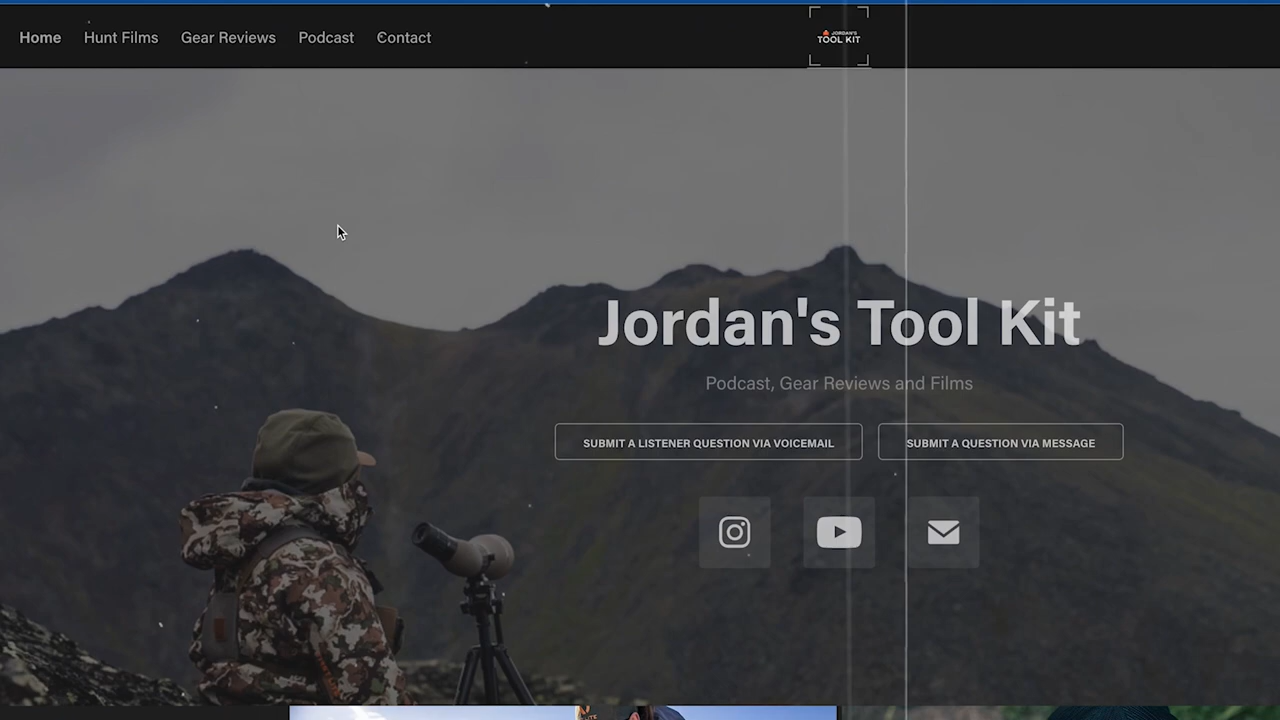 Home
Hunt Films
Gear Reviews
Podcast
Contact
JORDAN'S
TOOL KIT
Jordan's Tool Kit
Podcast, Gear Reviews and Films
SUBMIT A LISTENER QUESTION VIA VOICEMAIL
SUBMIT A QUESTION VIA MESSAGE